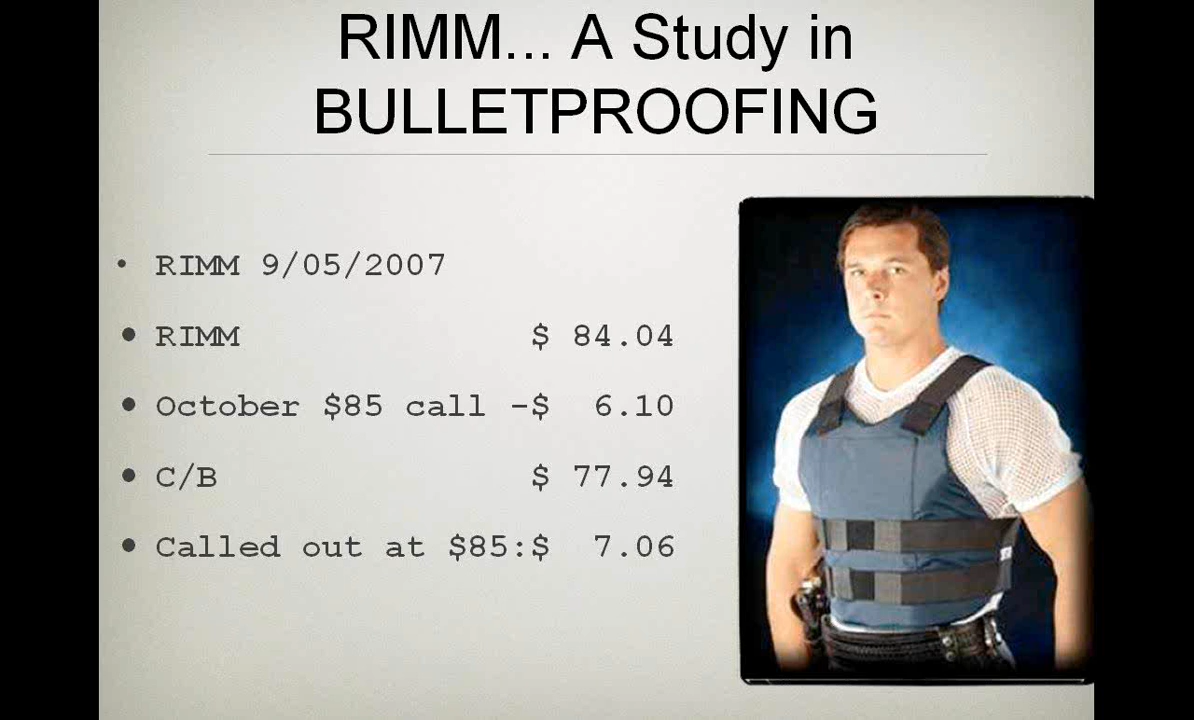 RIMM... A Study in
BULLETPROOFING
• RIMM 9/05/2007
• RIMM $ 84.04
• October $85 call -$ 6.10
• C/B $ 77.94
• Called out at $85:$ 7.06